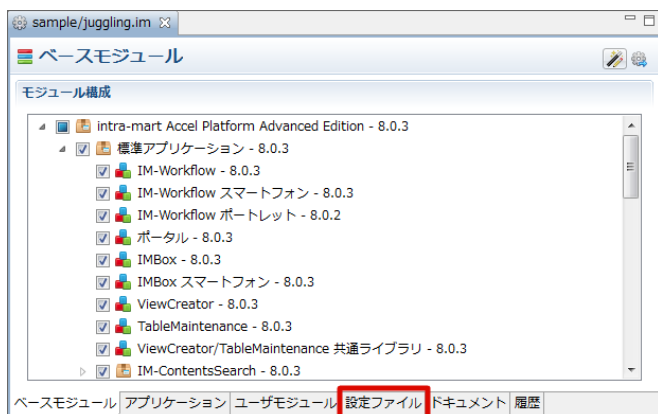 sample/juggling.im
ベースモジュール
モジュール構成
intra-mart Accel Platform Advanced Edition - 8.0.3
標準アプリケーション - 8.0.3
IM-Workflow - 8.0.3
IM-Workflow スマートフォン - 8.0.3
IM-Workflow ポートレット - 8.0.2
ポータル - 8.0.3
IMBox - 8.0.3
IMBox スマートフォン - 8.0.3
ViewCreator - 8.0.3
TableMaintenance - 8.0.3
ViewCreator/TableMaintenance 共通ライブラリ - 8.0.3
IM-ContentsSearch - 8.0.3
ベースモジュール アプリケーション ユーザモジュール 設定ファイル ドキュメント 履歴